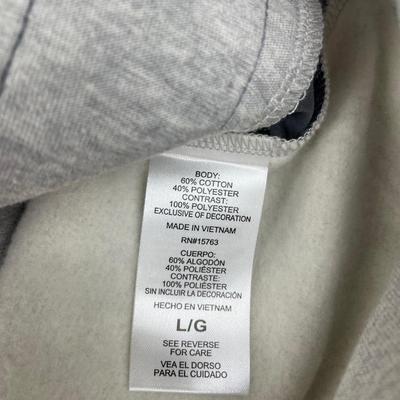 BODY:
60% COTTON
40% POLYESTER
CONTRAST:
100% POLYESTER
EXCLUSIVE OF DECORATION
MADE IN VIETNAM
RN#15763
CUERPO:
60% ALGODÓN
40% POLIÉSTER
CONTRASTE:
100% POLIÉSTER
SIN INCLUIR LA DECORACIÓN
HECHO EN VIETNAM
L/G
SEE REVERSE
FOR CARE
VEA EL DORSO
PARA EL CUIDADO